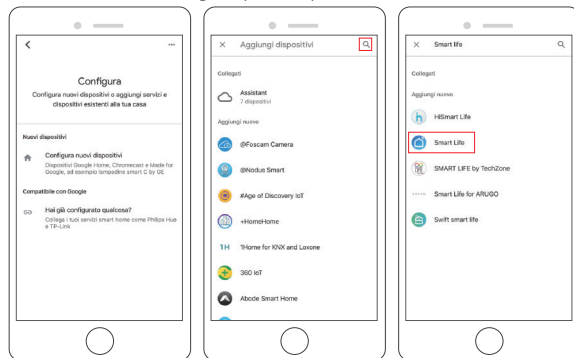 Configura
Configura nuovi dispositivi o aggiungi servizi e
dispositivi esistenti alla tua casa
Nuovi dispositivi
Configura nuovi dispositivi
Dispositivi Google Home, Chromecast e Made for
Google, ad esempio lampadine smart C by GE
Compatibile con Google
Hai già configurato qualcosa?
Collega i tuoi servizi smart home come Philips Hue
e TP-Link
Aggiungi dispositivi
Collegati
Assistant
7 dispositivi
Aggiungi nuovo
@Foscam Camera
@Nodus Smart
#Age of Discovery IoT
+HomeHome
1H 1Home for KNX and Loxone
360 IoT
Abode Smart Home
Smart life
Collegati
Aggiungi nuovo
h HiSmart Life
Smart Life
SMART LIFE by TechZone
Smart Life for ARUGO
Swift smart life